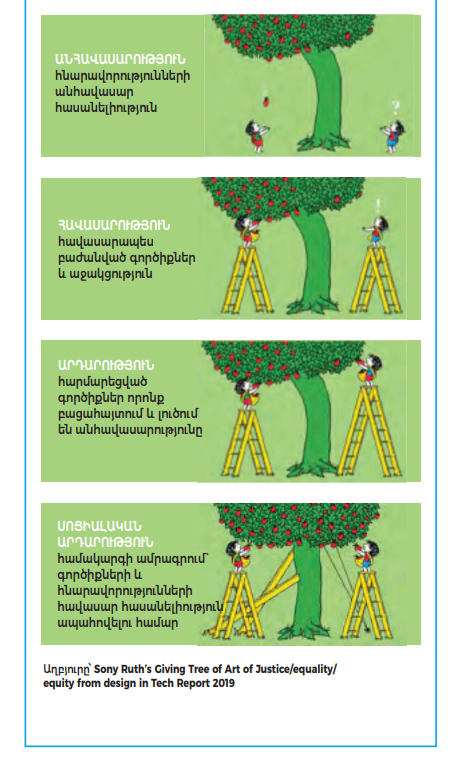 ԱՆՀԱՎԱՍԱՐՈՒԹՅՈՒՆ
հնարավորությունների
անհավասար
հասանելիություն
?
ՀԱՎԱՍԱՐՈՒԹՅՈՒՆ
հավասարապես
բաժանված գործիքներ
և աջակցություն
!
ԱՐԴԱՐՈՒԹՅՈՒՆ
հարմարեցված
գործիքներ որոնք
բացահայտում և լուծում
են անհավասարությունը
ՍՈՑԻԱԼԱԿԱՆ
ԱՐԴԱՐՈՒԹՅՈՒՆ
համակարգի ամրագրում՝
գործիքների և
հնարավորությունների
հավասար հասանելիություն
ապահովելու համար
Աղբյուրը՝ Sony Ruth's Giving Tree of Art of Justice/equality/
equity from design in Tech Report 2019